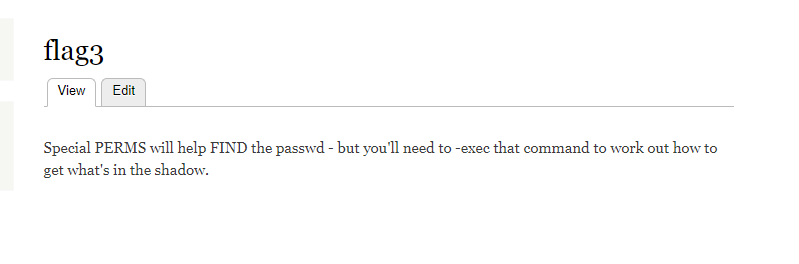 flag3
View Edit
Special PERMS will help FIND the passwd - but you'll need to -exec that command to work out how to
get what's in the shadow.